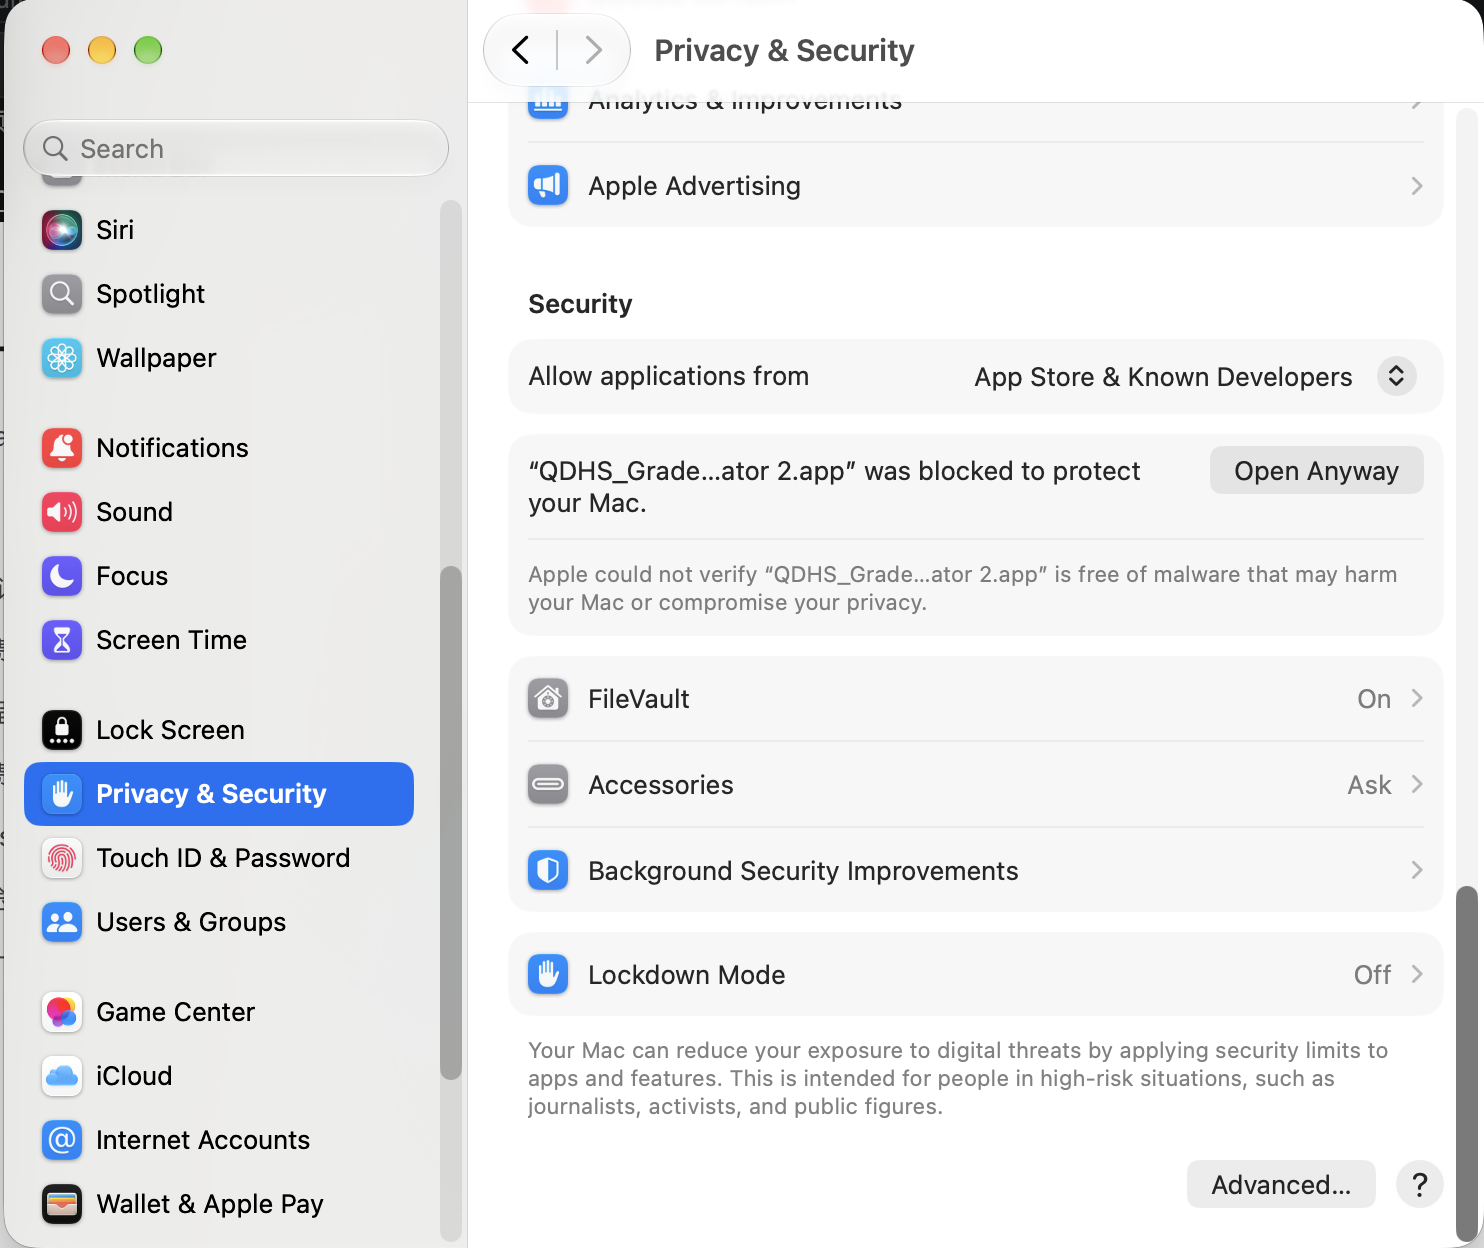 Privacy & Security
Search
Siri
Spotlight
Wallpaper
Notifications
Sound
Focus
Screen Time
Lock Screen
Privacy & Security
Touch ID & Password
Users & Groups
Game Center
iCloud
Internet Accounts
Wallet & Apple Pay
Analytics & Improvements
Apple Advertising
Security
Allow applications from App Store & Known Developers
“QDHS_Grade...ator 2.app” was blocked to protect
your Mac.
Open Anyway
Apple could not verify “QDHS_Grade...ator 2.app” is free of malware that may harm
your Mac or compromise your privacy.
FileVault On
Accessories Ask
Background Security Improvements
Lockdown Mode Off
Your Mac can reduce your exposure to digital threats by applying security limits to
apps and features. This is intended for people in high-risk situations, such as
journalists, activists, and public figures.
Advanced...
?